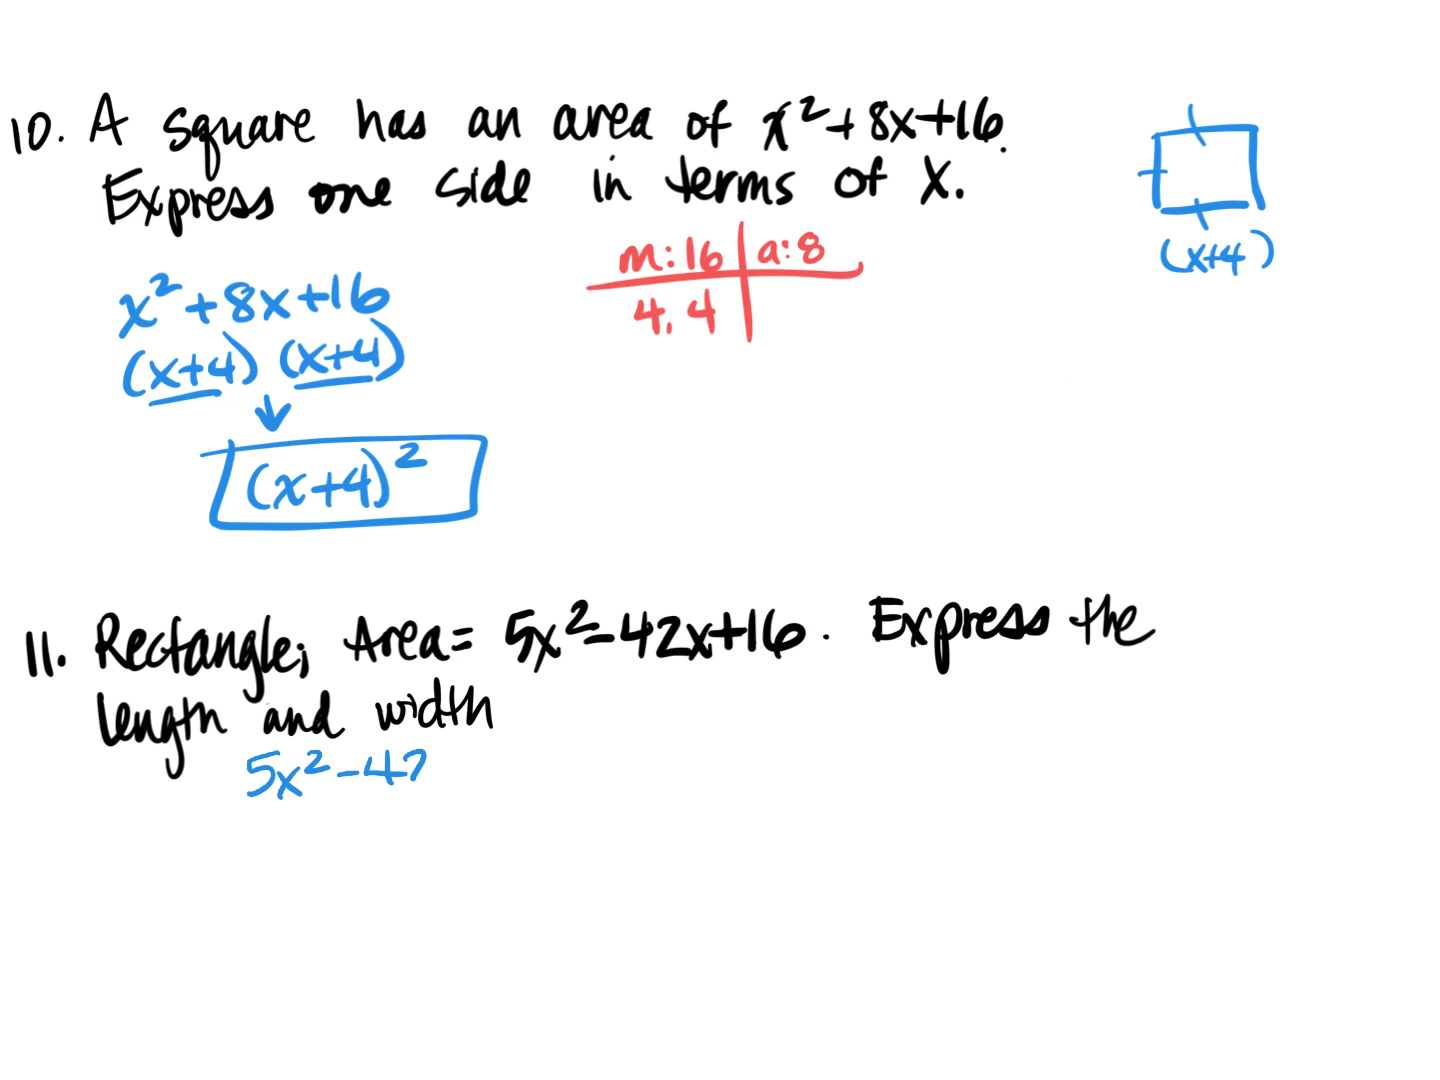 10. A square has an area of x²+8x+16.
Express one side in terms of x.
m:16 | a:8
4, 4
(x+4)
x²+8x+16
(x+4) (x+4)
(x+4)²
11. Rectangle; Area= 5x²-42x+16. Express the
length and width
5x²-42